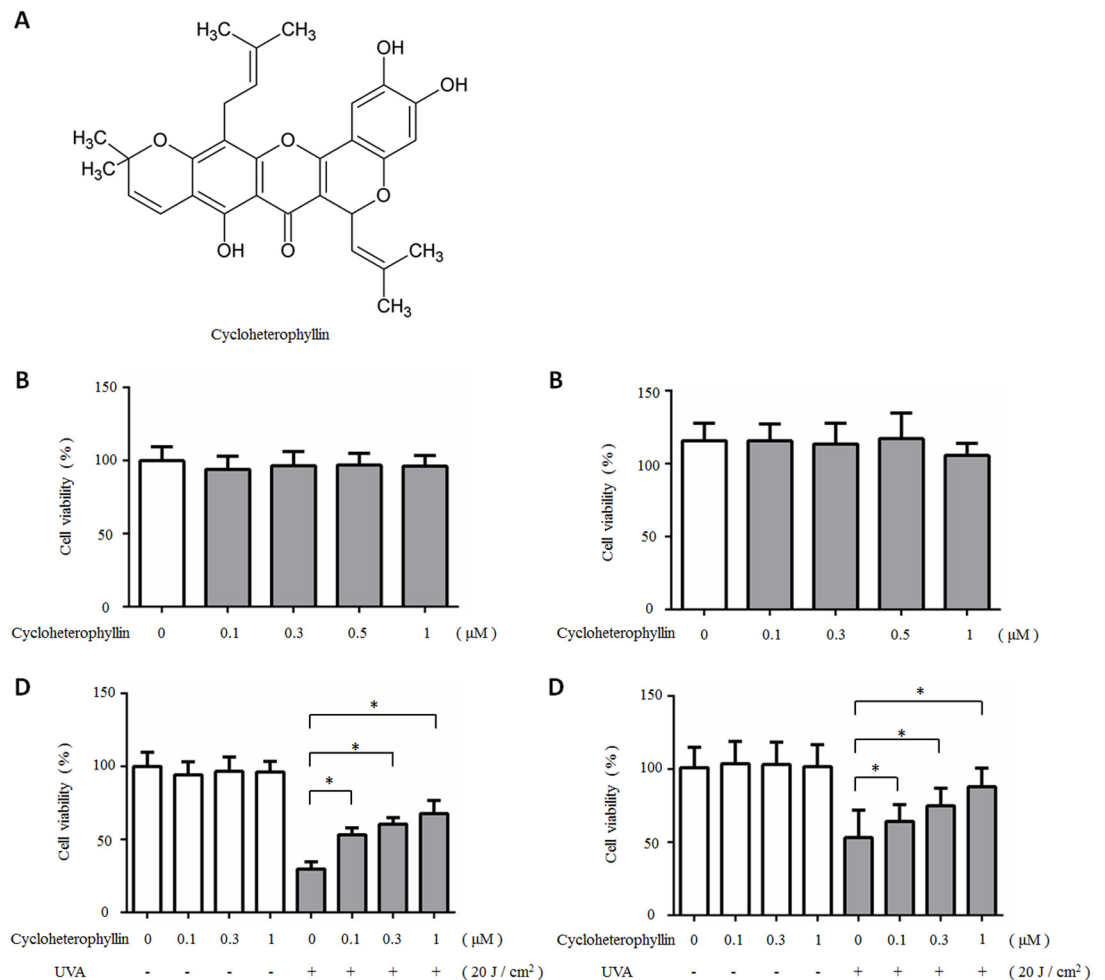 A
H₃C CH₃
OH
OH
H₃C
H₃C
O
O
O
OH
O
CH₃
CH₃
Cycloheterophyllin
B
150
100
50
0
Cell viability ( % )
Cycloheterophyllin 0 0.1 0.3 0.5 1 ( μM )
B
150
100
50
0
Cell viability ( % )
Cycloheterophyllin 0 0.1 0.3 0.5 1 ( μM )
D
150
100
50
0
Cell viability ( % )
*
*
*
Cycloheterophyllin 0 0.1 0.3 1 0 0.1 0.3 1 ( μM )
UVA - - - - + + + + ( 20 J / cm² )
D
150
100
50
0
Cell viability ( % )
*
*
*
Cycloheterophyllin 0 0.1 0.3 1 0 0.1 0.3 1 ( μM )
UVA - - - - + + + + ( 20 J / cm² )